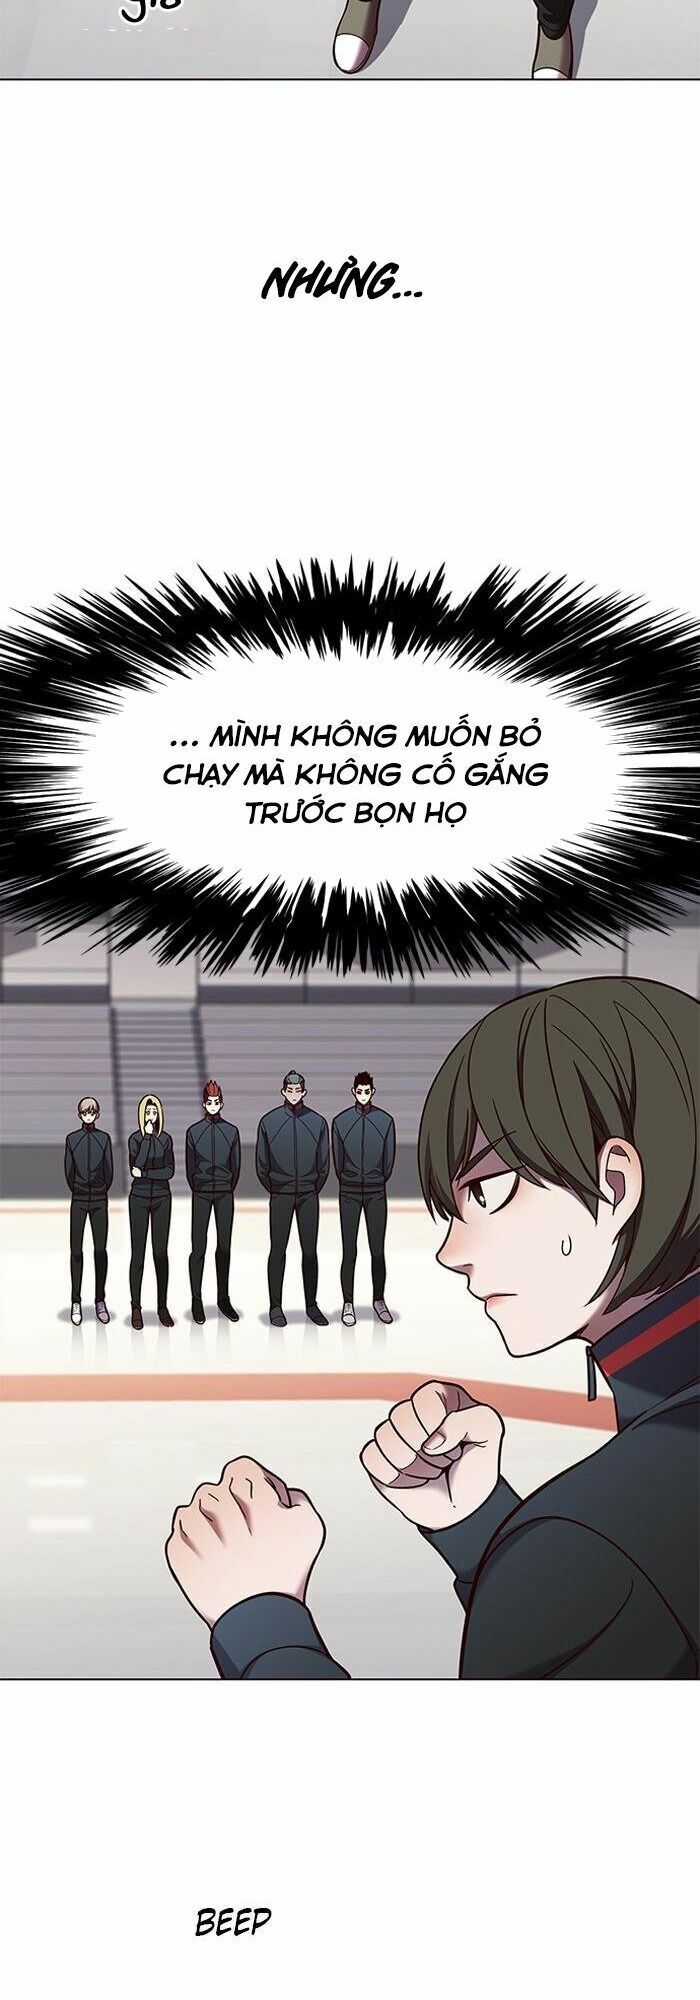 NHƯNG...
... MÌNH KHÔNG MUỐN BỎ
CHẠY MÀ KHÔNG CỐ GẮNG
TRƯỚC BỌN HỌ
BEEP